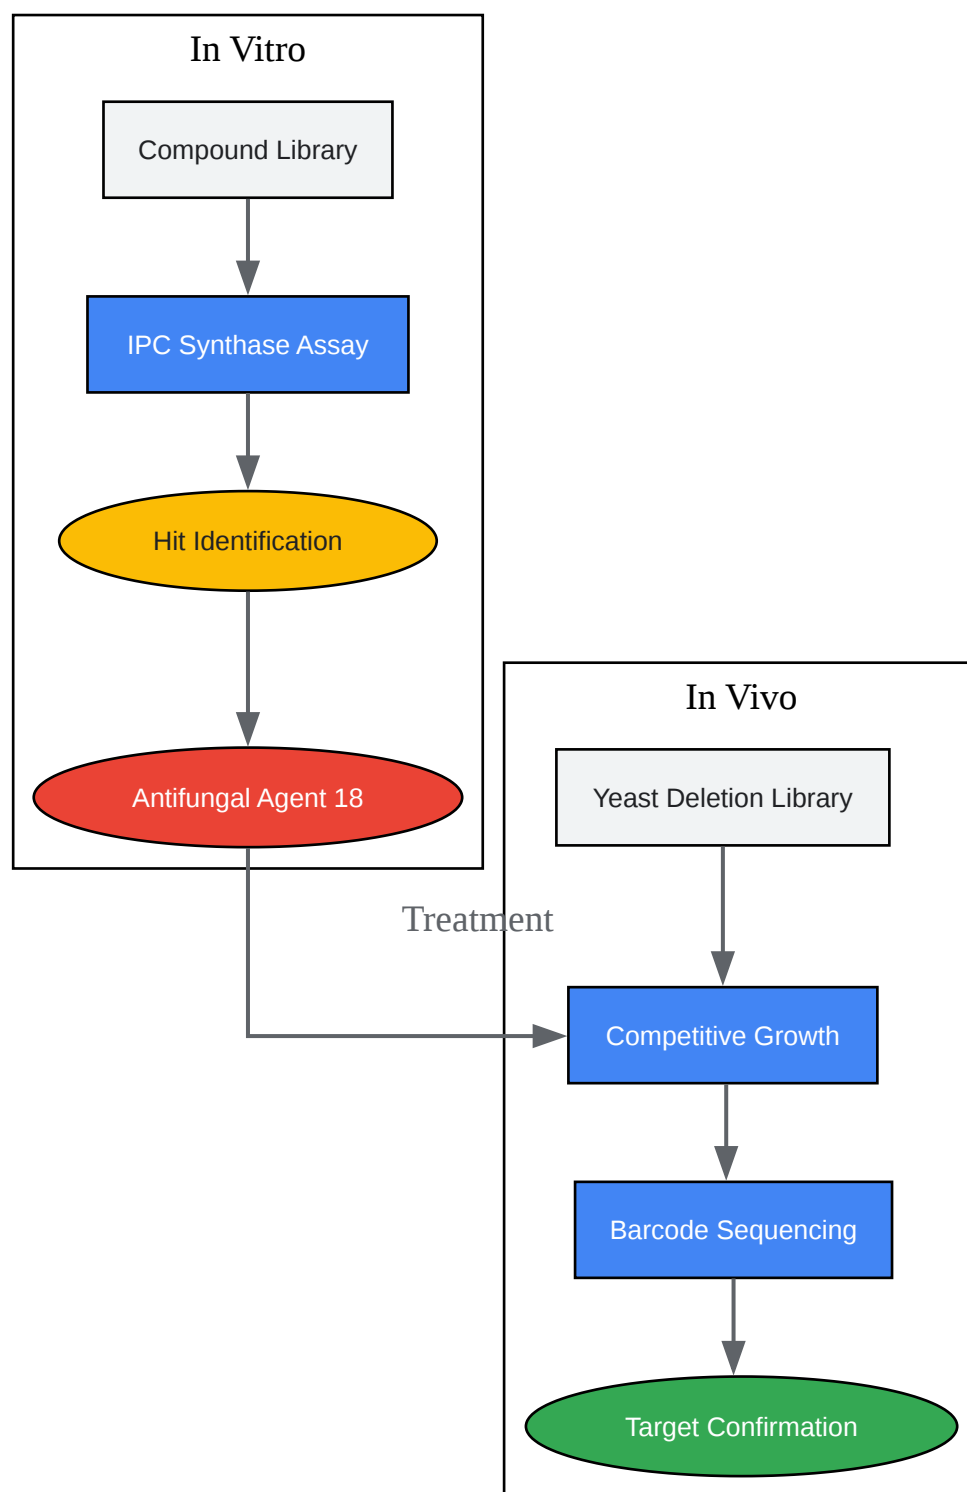 In Vitro
Compound Library
IPC Synthase Assay
Hit Identification
Antifungal Agent 18
Treatment
In Vivo
Yeast Deletion Library
Competitive Growth
Barcode Sequencing
Target Confirmation